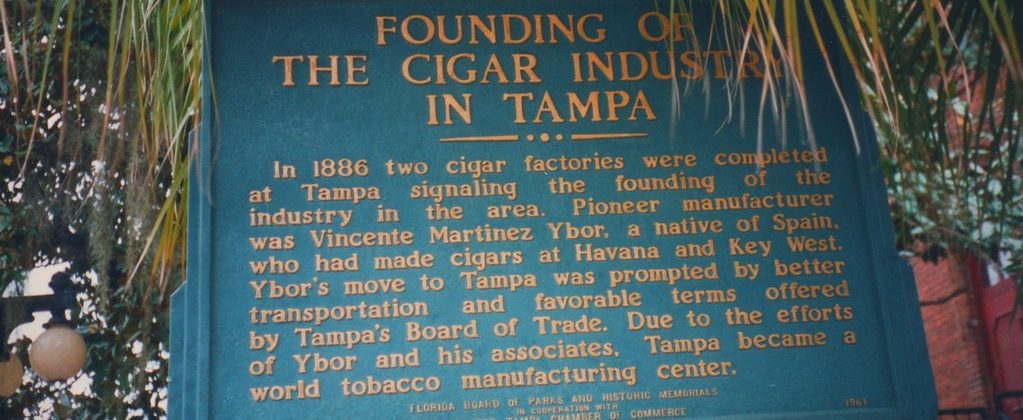 FOUNDING OF
THE CIGAR INDUSTRY
IN TAMPA
In 1886 two cigar factories were completed
at Tampa signaling the founding of the
industry in the area. Pioneer manufacturer
was Vincente Martinez Ybor, a native of Spain,
who had made cigars at Havana and Key West.
Ybor's move to Tampa was prompted by better
transportation and favorable terms offered
by Tampa's Board of Trade. Due to the efforts
of Ybor and his associates, Tampa became a
world tobacco manufacturing center.
FLORIDA BOARD OF PARKS AND HISTORIC MEMORIALS
IN COOPERATION WITH
TAMPA CHAMBER OF COMMERCE
1961